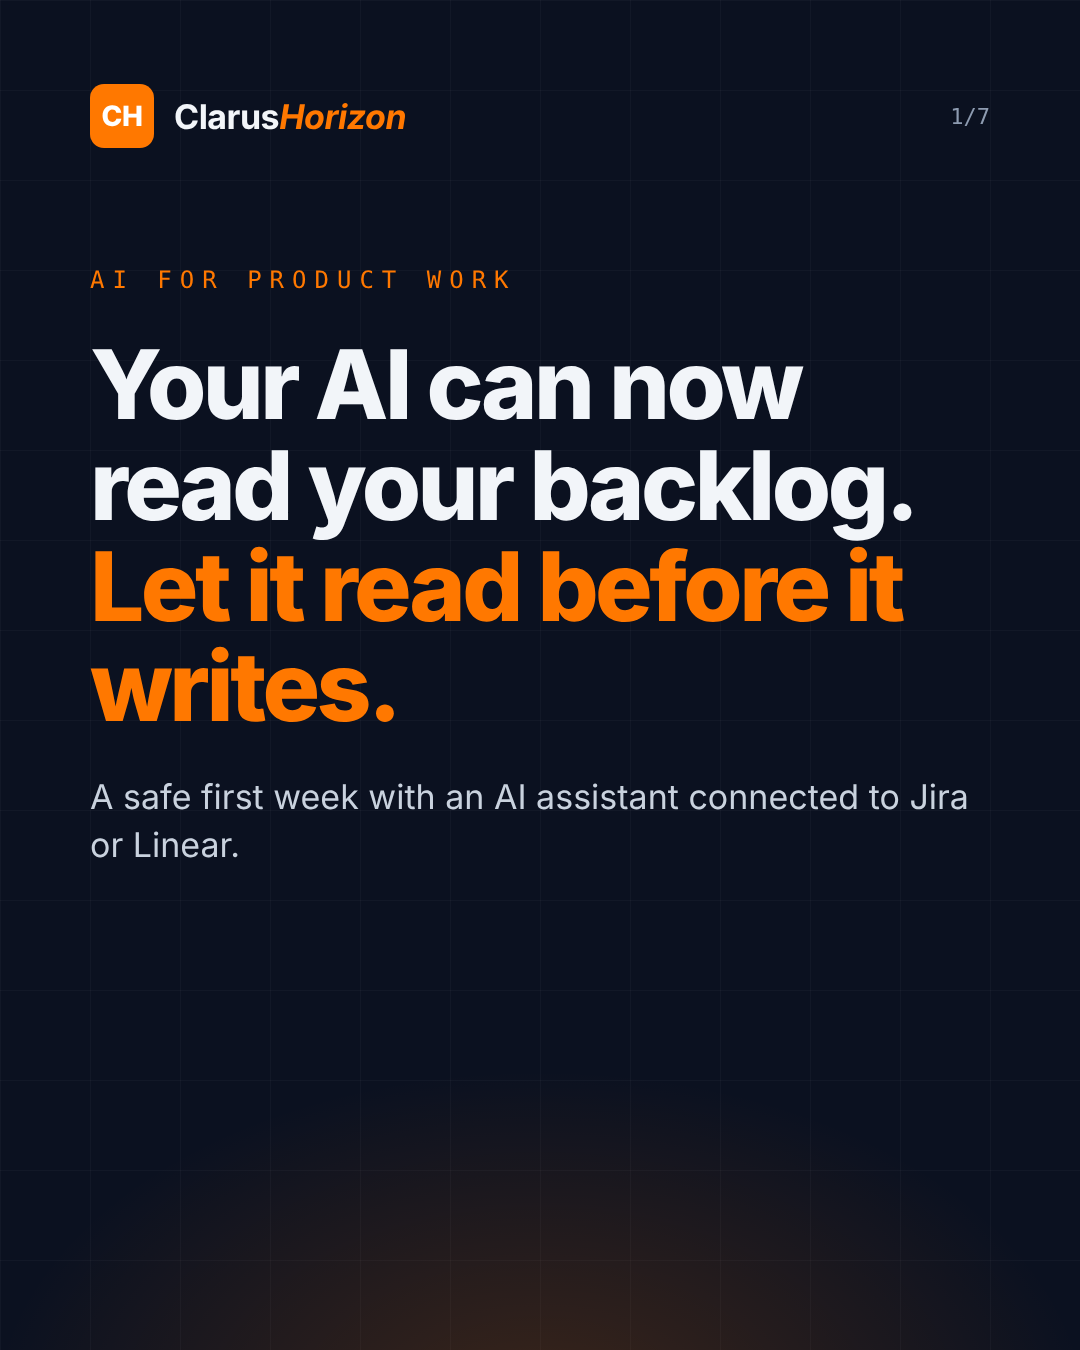 CH ClarusHorizon
1/7
AI FOR PRODUCT WORK
Your AI can now
read your backlog.
Let it read before it
writes.
A safe first week with an AI assistant connected to Jira
or Linear.